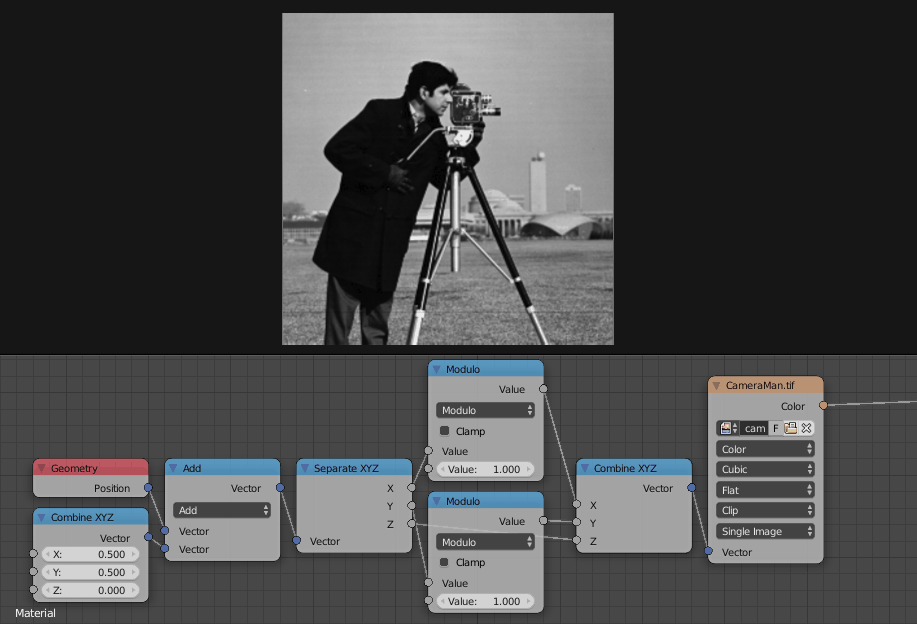 Geometry
Position
Combine XYZ
Vector
X: 0.500
Y: 0.500
Z: 0.000
Material
Add
Vector
Add
Vector
Vector
Separate XYZ
X
Y
Z
Vector
Modulo
Value
Modulo
Clamp
Value
Value: 1.000
Modulo
Value
Modulo
Clamp
Value
Value: 1.000
Combine XYZ
Vector
X
Y
Z
CameraMan.tif
Color
cam F
Color
Cubic
Flat
Clip
Single Image
Vector